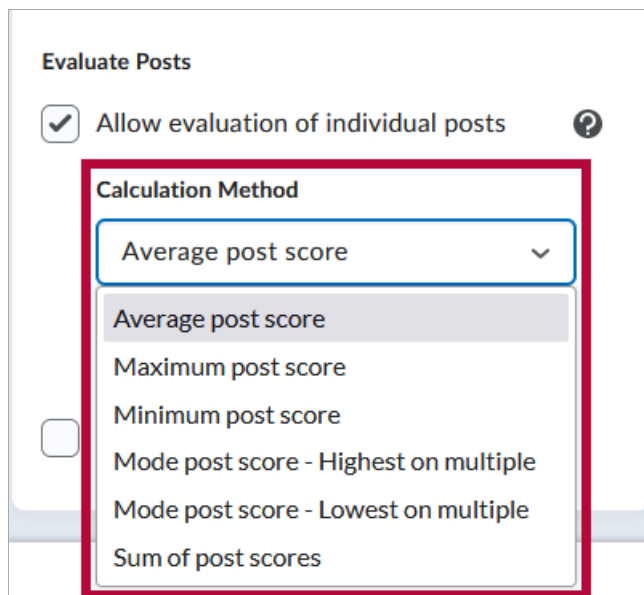 Evaluate Posts
Allow evaluation of individual posts ?
Calculation Method
Average post score
Average post score
Maximum post score
Minimum post score
Mode post score - Highest on multiple
Mode post score - Lowest on multiple
Sum of post scores